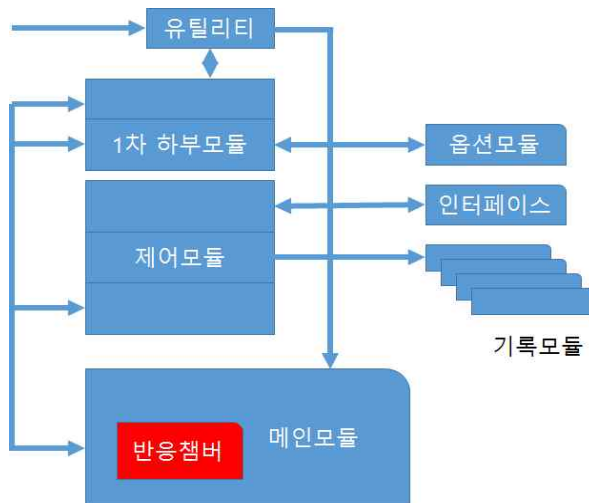 유틸리티
1차 하부모듈
옵션모듈
인터페이스
제어모듈
기록모듈
메인모듈
반응챔버